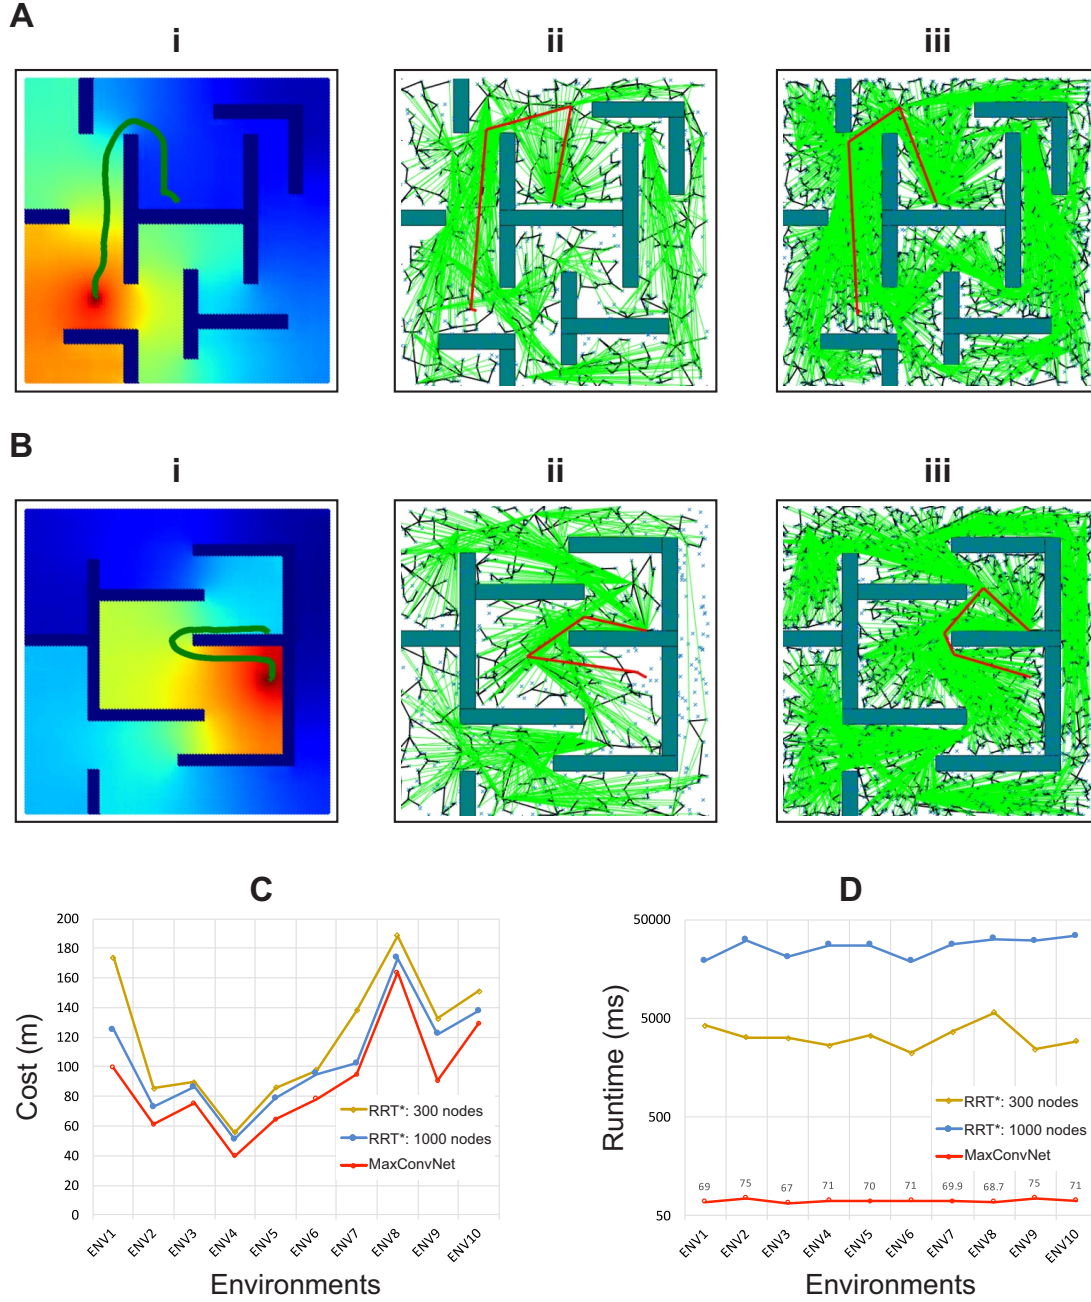 A
i
ii
iii
B
i
ii
iii
C
D
200
180
160
140
120
100
80
60
40
20
0
Cost (m)
RRT*: 300 nodes
RRT*: 1000 nodes
MaxConvNet
ENV1 ENV2 ENV3 ENV4 ENV5 ENV6 ENV7 ENV8 ENV9 ENV10
Environments
50000
5000
500
50
Runtime (ms)
RRT*: 300 nodes
RRT*: 1000 nodes
MaxConvNet
69 75 67 71 70 71 69.9 68.7 75 71
ENV1 ENV2 ENV3 ENV4 ENV5 ENV6 ENV7 ENV8 ENV9 ENV10
Environments